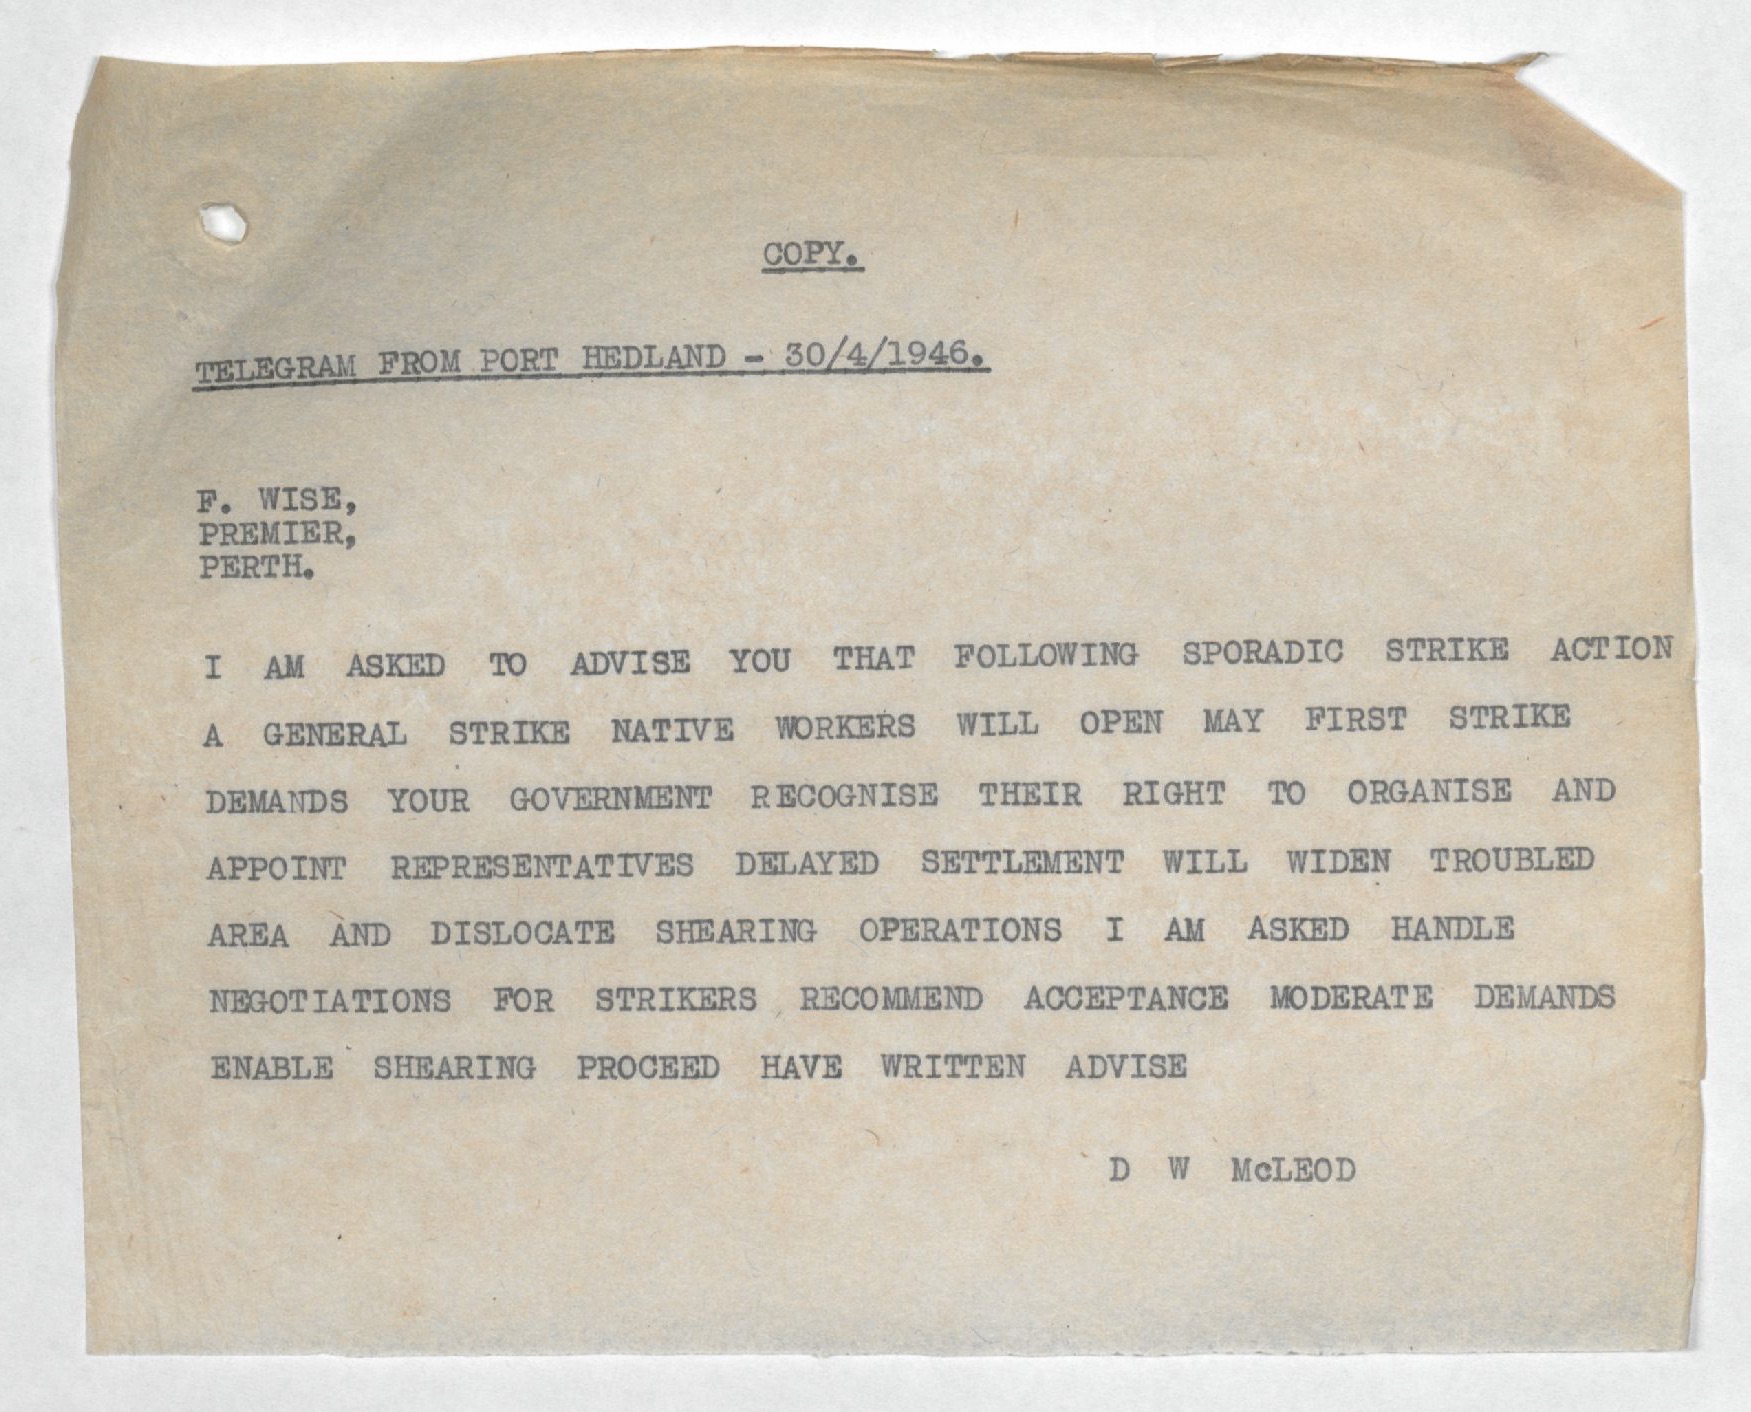 COPY.
TELEGRAM FROM PORT HEDLAND - 30/4/1946.
F. WISE,
PREMIER,
PERTH.
I AM ASKED TO ADVISE YOU THAT FOLLOWING SPORADIC STRIKE ACTION
A GENERAL STRIKE NATIVE WORKERS WILL OPEN MAY FIRST STRIKE
DEMANDS YOUR GOVERNMENT RECOGNISE THEIR RIGHT TO ORGANISE AND
APPOINT REPRESENTATIVES DELAYED SETTLEMENT WILL WIDEN TROUBLED
AREA AND DISLOCATE SHEARING OPERATIONS I AM ASKED HANDLE
NEGOTIATIONS FOR STRIKERS RECOMMEND ACCEPTANCE MODERATE DEMANDS
ENABLE SHEARING PROCEED HAVE WRITTEN ADVISE
D W McLEOD